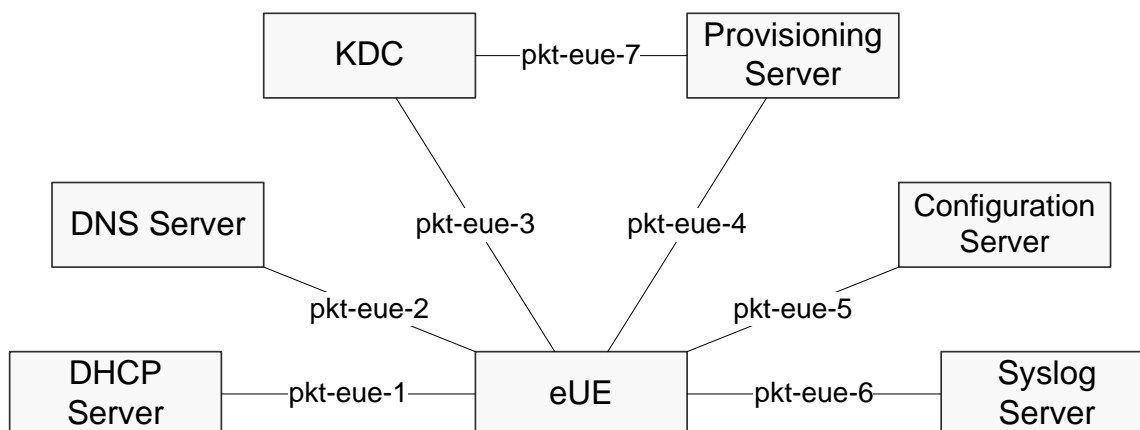 KDC
pkt-eue-7
Provisioning
Server
DNS Server
pkt-eue-3
pkt-eue-4
Configuration
Server
pkt-eue-2
pkt-eue-5
DHCP
Server
pkt-eue-1
eUE
pkt-eue-6
Syslog
Server